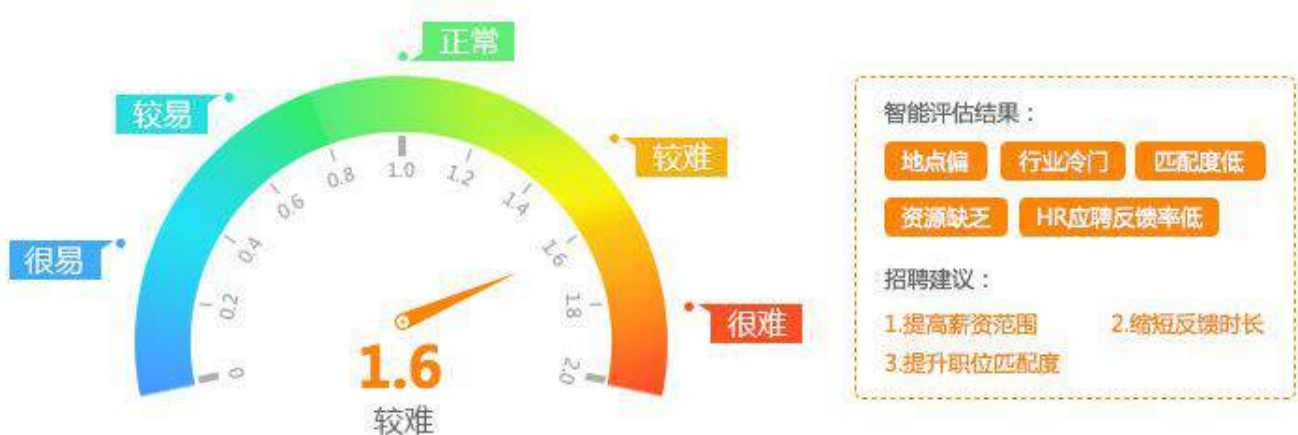 正常
较易
较难
很易
很难
0
0.2
0.4
0.6
0.8
1.0
1.2
1.4
1.6
1.8
2.0
1.6
较难
智能评估结果：
地点偏 行业冷门 匹配度低
资源缺乏 HR应聘反馈率低
招聘建议：
1.提高薪资范围 2.缩短反馈时长
3.提升职位匹配度